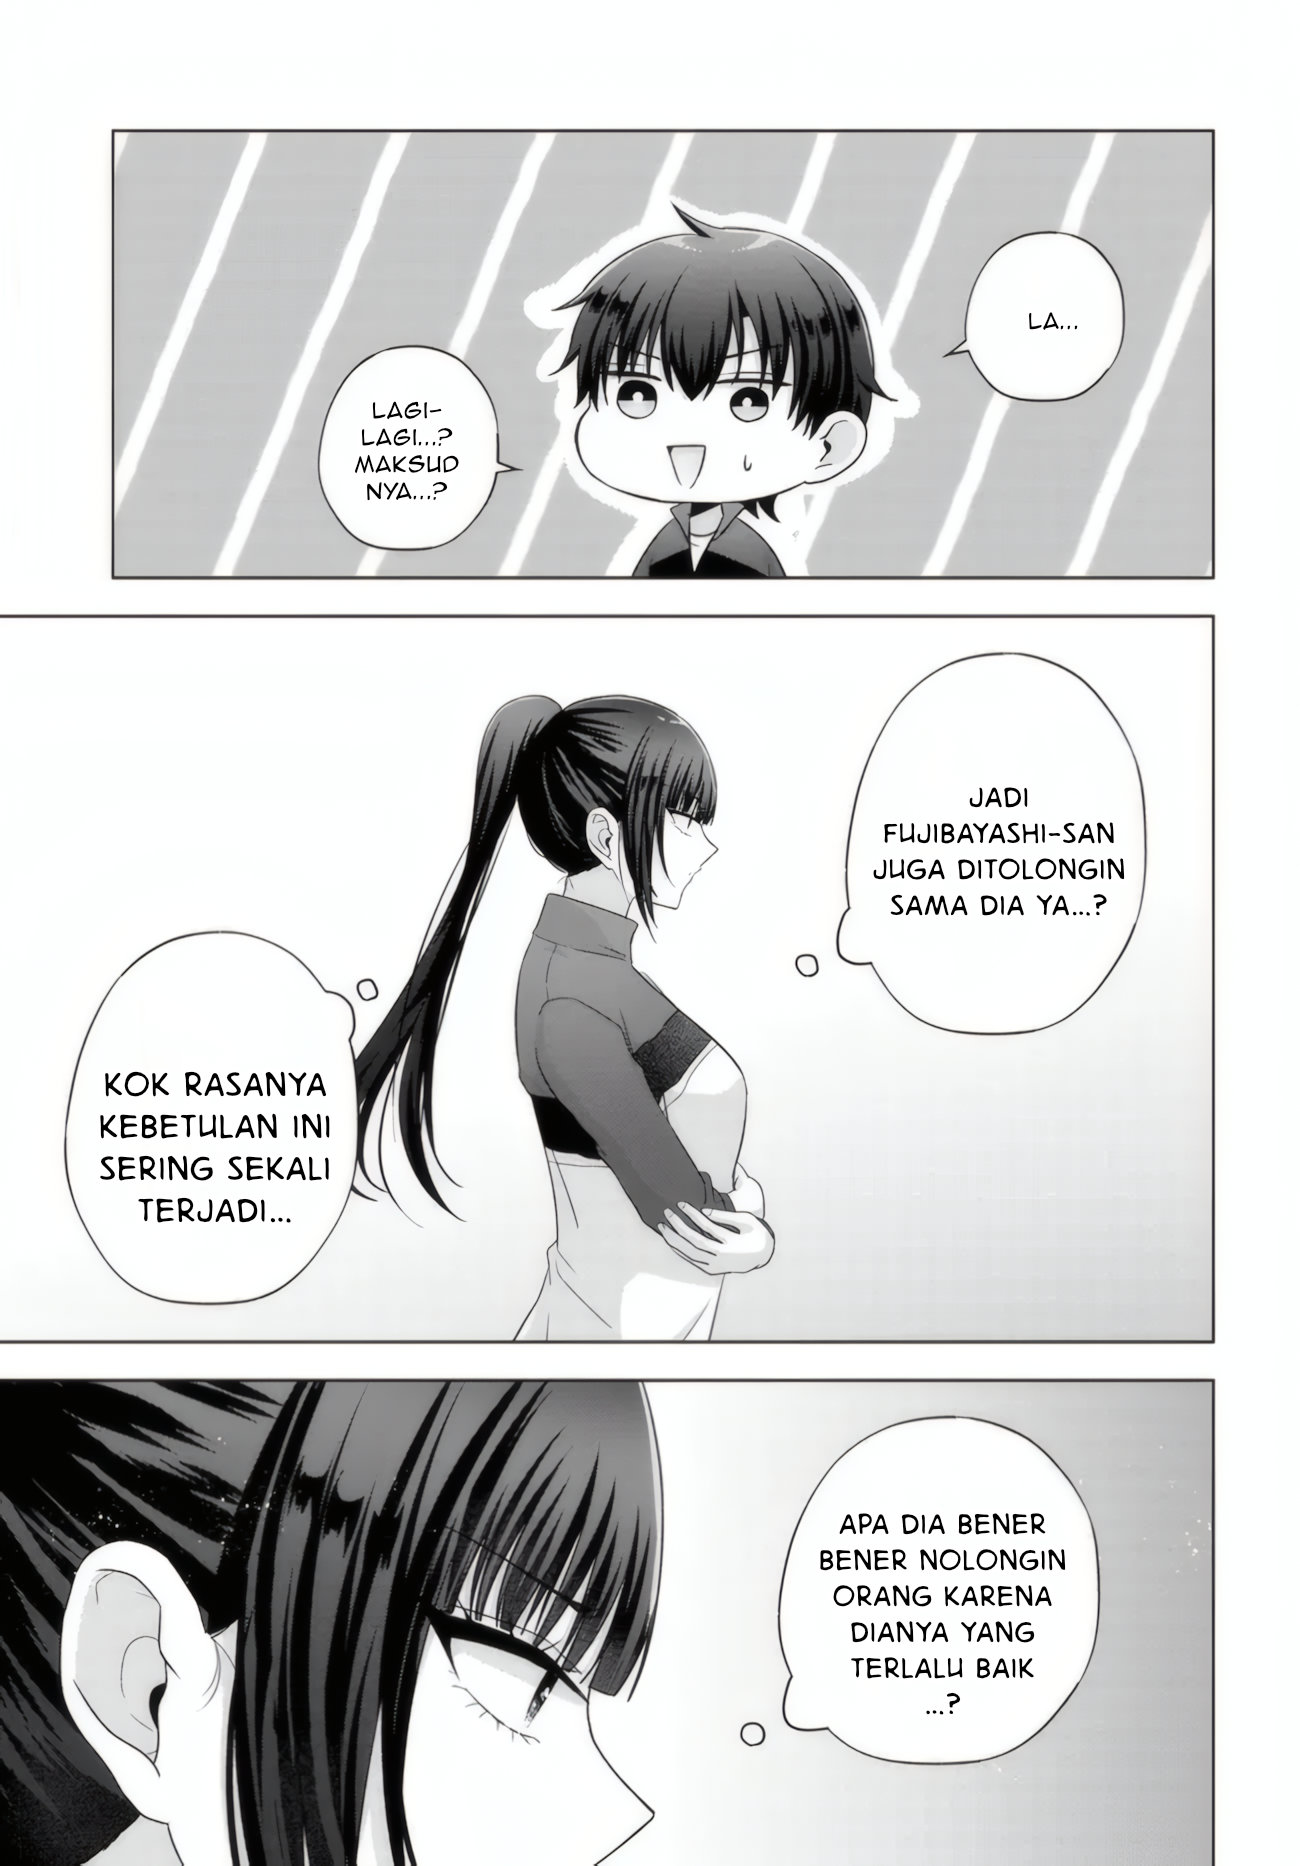 LA...
LAGI-
LAGI...?
MAKSUD
NYA...?
JADI
FUJIBAYASHI-SAN
JUGA DITOLONGIN
SAMA DIA YA...?
KOK RASANYA
KEBETULAN INI
SERING SEKALI
TERJADI...
APA DIA BENER
BENER NOLONGIN
ORANG KARENA
DIANYA YANG
TERLALU BAIK
...?